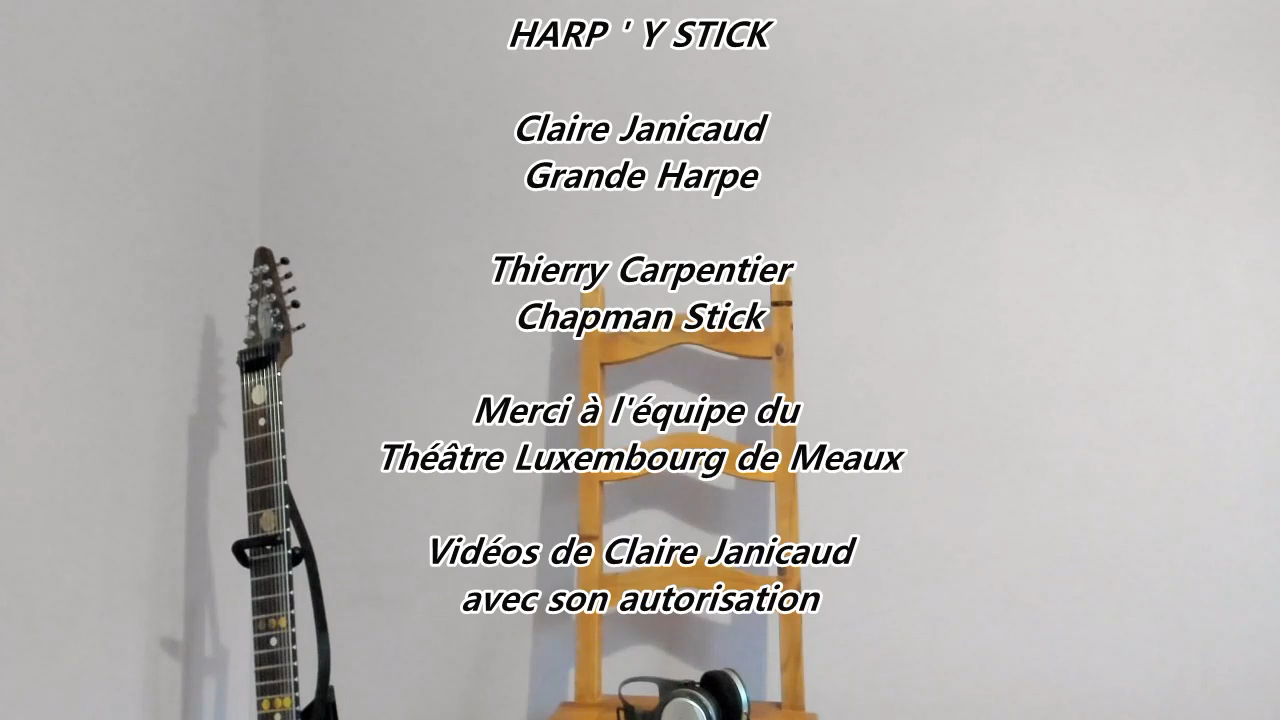 HARP ' Y STICK
Claire Janicaud
Grande Harpe
Thierry Carpentier
Chapman Stick
Merci à l'équipe du
Théâtre Luxembourg de Meaux
Vidéos de Claire Janicaud
avec son autorisation